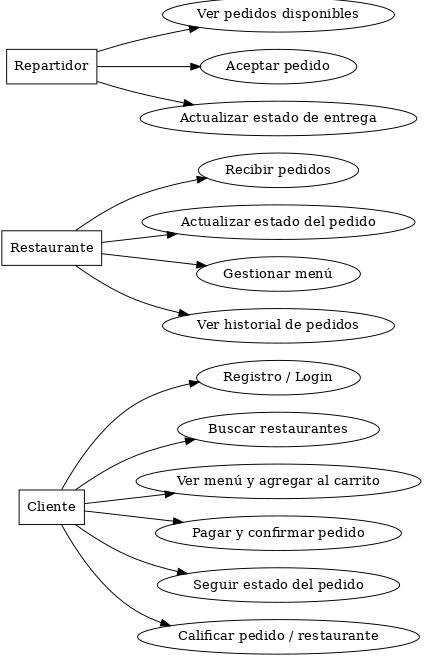 Ver pedidos disponibles
Repartidor
Aceptar pedido
Actualizar estado de entrega
Recibir pedidos
Actualizar estado del pedido
Restaurante
Gestionar menú
Ver historial de pedidos
Registro / Login
Buscar restaurantes
Ver menú y agregar al carrito
Cliente
Pagar y confirmar pedido
Seguir estado del pedido
Calificar pedido / restaurante